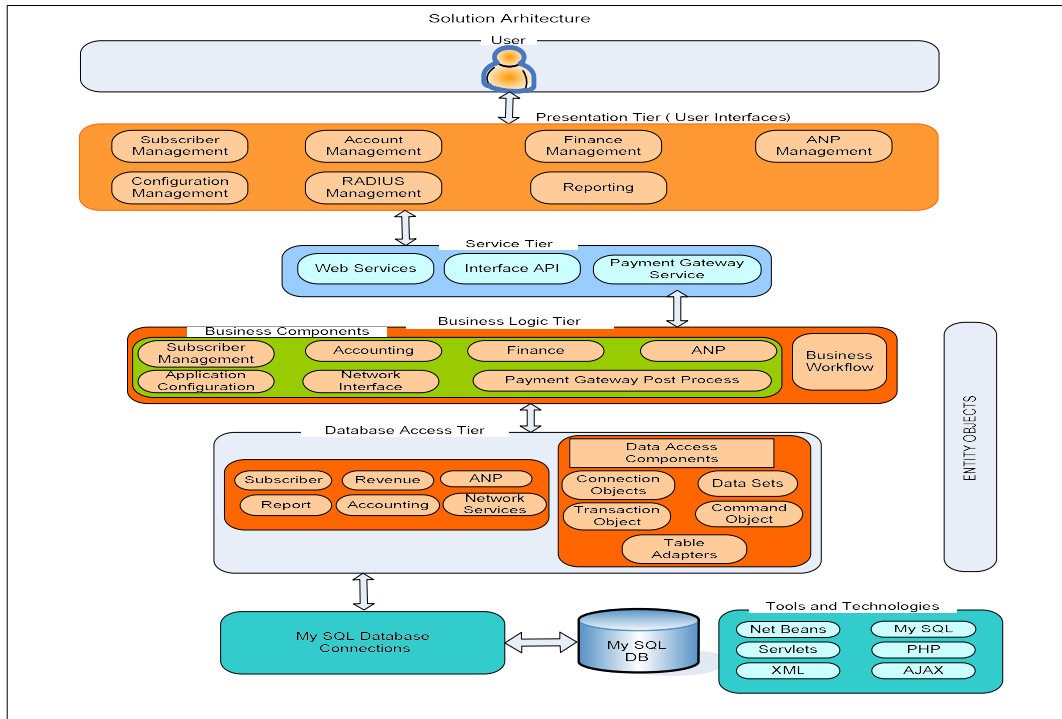 Solution Arhitecture
User
Presentation Tier ( User Interfaces)
Subscriber
Management
Account
Management
Finance
Management
ANP
Management
Configuration
Management
RADIUS
Management
Reporting
Service Tier
Web Services
Interface API
Payment Gateway
Service
Business Logic Tier
Business Components
Subscriber
Management
Accounting
Finance
ANP
Application
Configuration
Network
Interface
Payment Gateway Post Process
Business
Workflow
ENTITY OBJECTS
Database Access Tier
Subscriber
Revenue
ANP
Report
Accounting
Network
Services
Data Access
Components
Connection
Objects
Data Sets
Transaction
Object
Command
Object
Table
Adapters
My SQL Database
Connections
My SQL
DB
Tools and Technologies
Net Beans
My SQL
Servlets
PHP
XML
AJAX